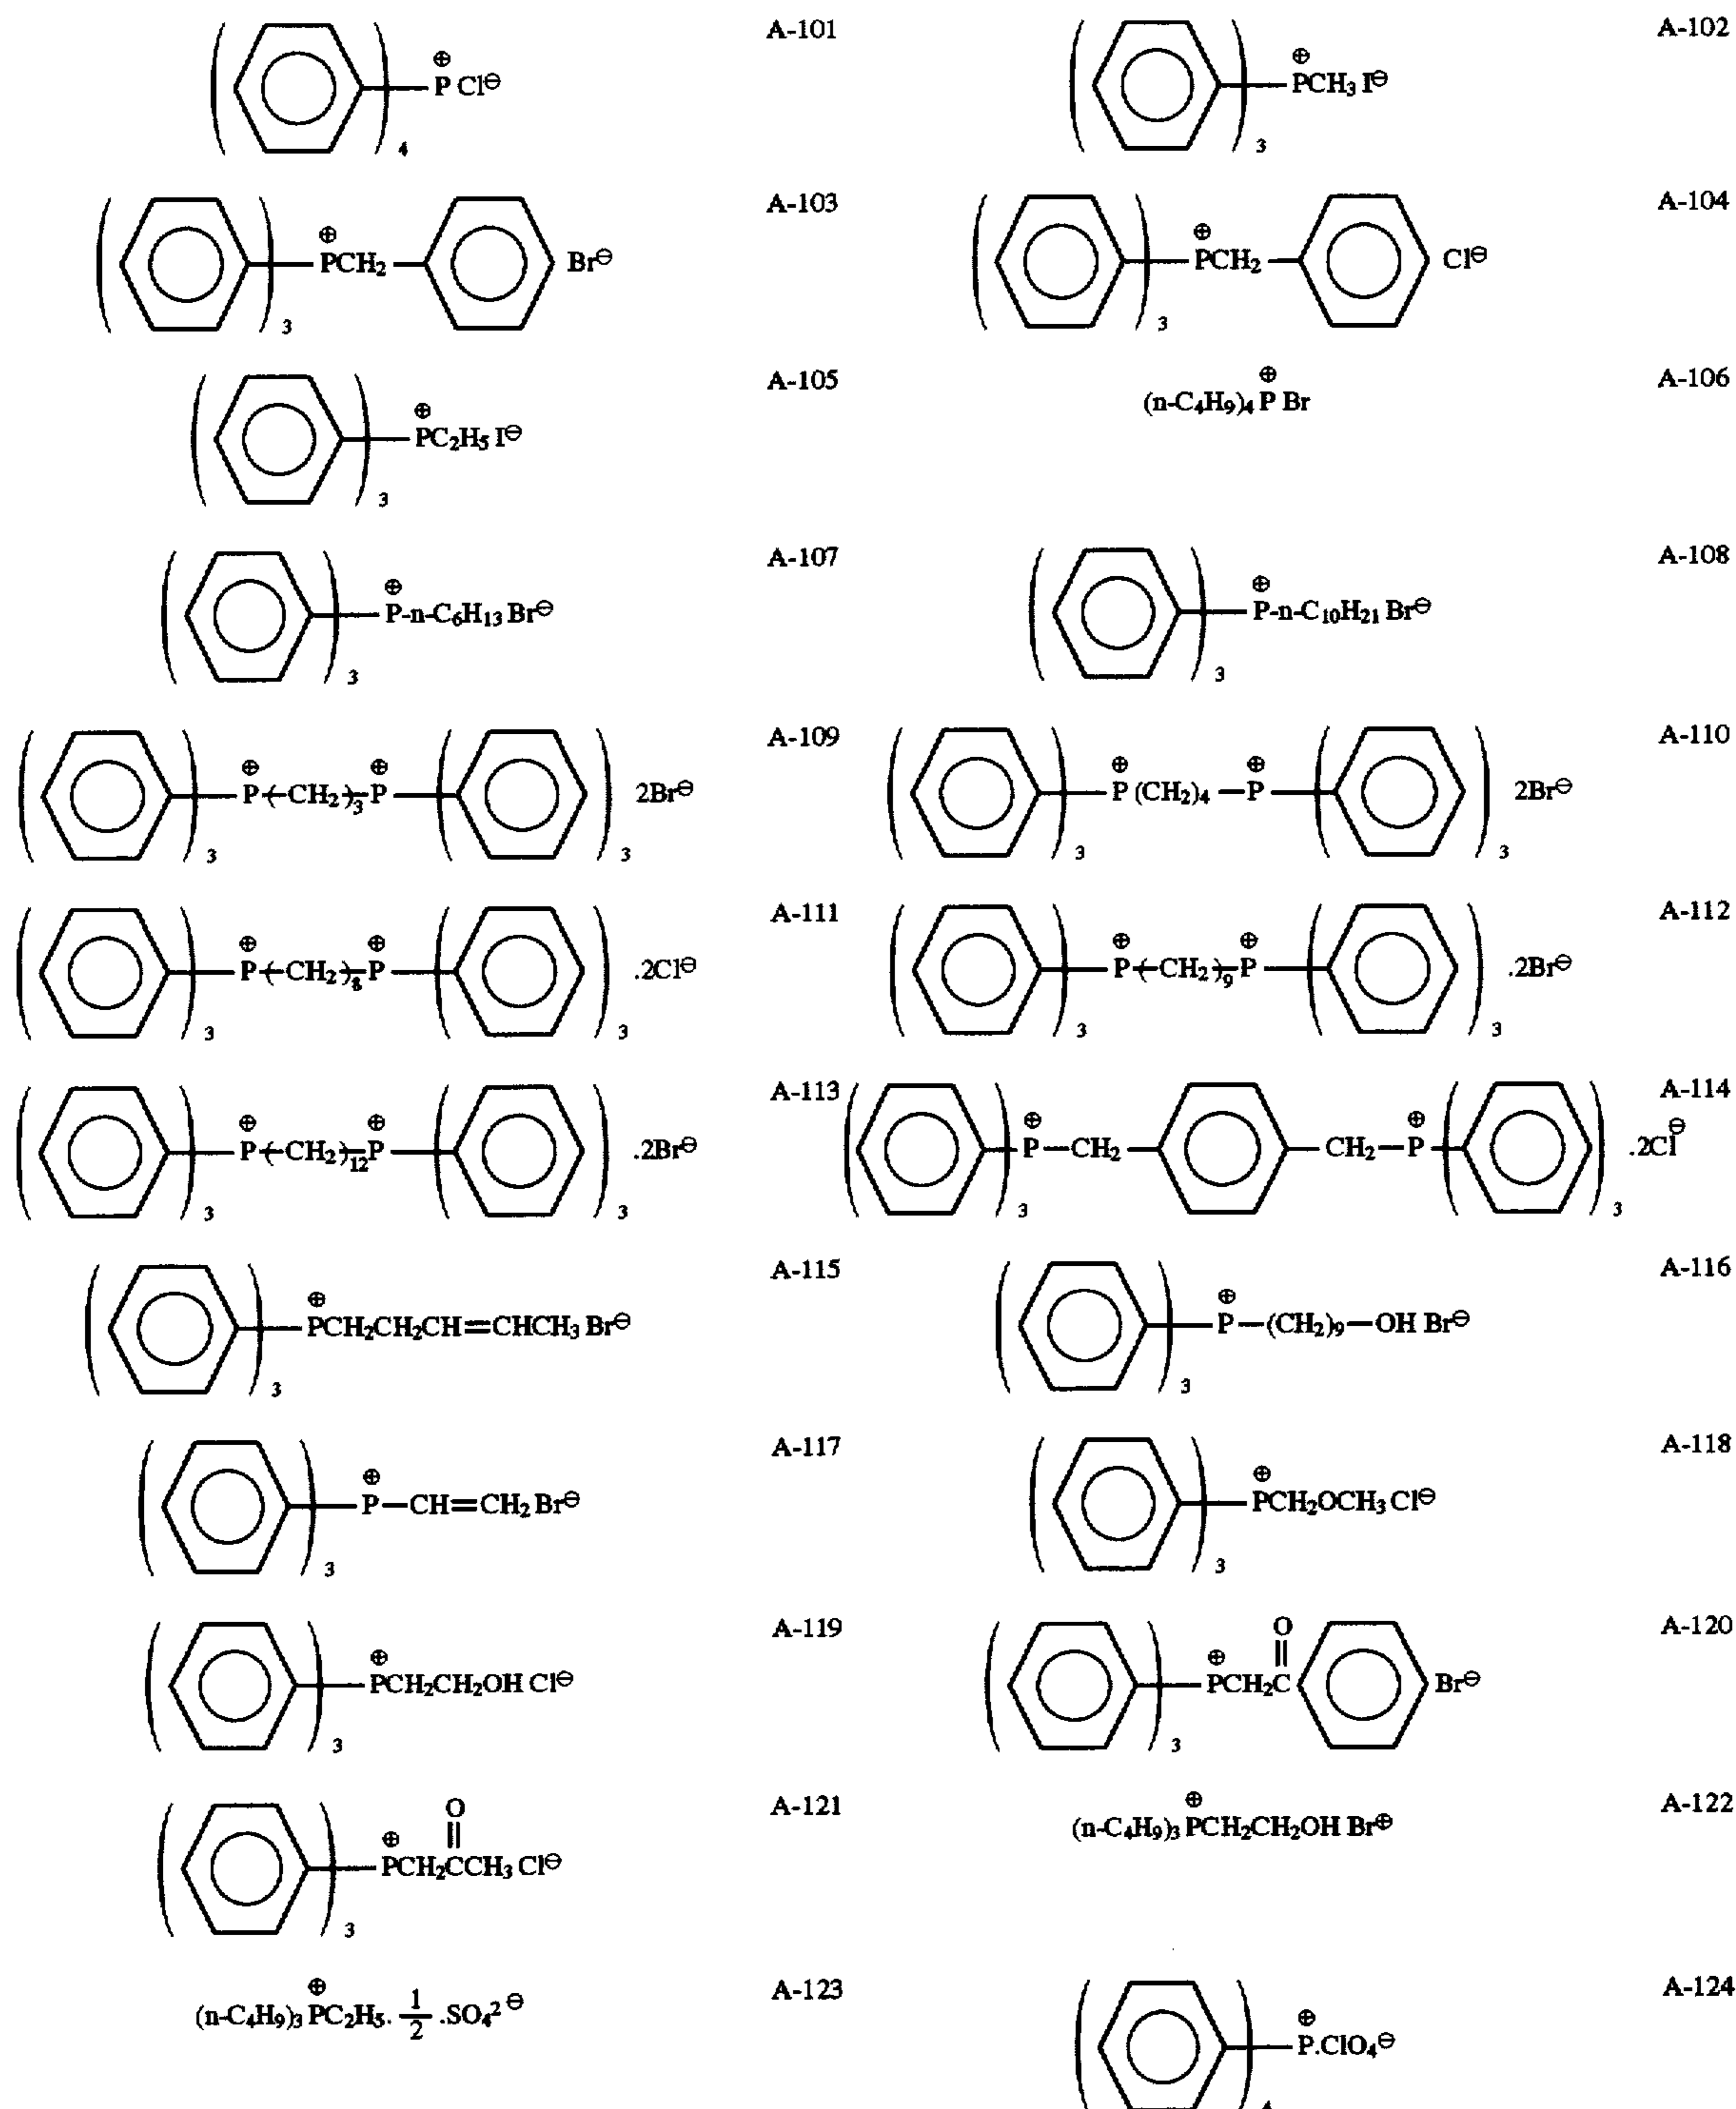 A-101
⊕
( )₄ P Cl⊖
A-102
⊕
( )₃ PCH₃ I⊖
A-103
⊕
( )₃ PCH₂ Br⊖
A-104
⊕
( )₃ PCH₂ Cl⊖
A-105
⊕
( )₃ PC₂H₅ I⊖
A-106
⊕
(n-C₄H₉)₄ P Br
A-107
⊕
( )₃ P-n-C₆H₁₃ Br⊖
A-108
⊕
( )₃ P-n-C₁₀H₂₁ Br⊖
A-109
⊕ ⊕
( )₃ P(CH₂)₃P ( )₃ 2Br⊖
A-110
⊕ ⊕
( )₃ P(CH₂)₄—P ( )₃ 2Br⊖
A-111
⊕ ⊕
( )₃ P(CH₂)₈P ( )₃ .2Cl⊖
A-112
⊕ ⊕
( )₃ P(CH₂)₉P ( )₃ .2Br⊖
A-113
⊕ ⊕
( )₃ P(CH₂)₁₂P ( )₃ .2Br⊖
A-114
⊕ ⊕
( )₃ P—CH₂ CH₂—P ( )₃ .2Cl⊖
A-115
⊕
( )₃ PCH₂CH₂CH=CHCH₃ Br⊖
A-116
⊕
( )₃ P—(CH₂)₉—OH Br⊖
A-117
⊕
( )₃ P—CH=CH₂ Br⊖
A-118
⊕
( )₃ PCH₂OCH₃ Cl⊖
A-119
⊕
( )₃ PCH₂CH₂OH Cl⊖
A-120
O
⊕ ||
( )₃ PCH₂C Br⊖
A-121
O
⊕ ||
( )₃ PCH₂CCH₃ Cl⊖
A-122
⊕
(n-C₄H₉)₃ PCH₂CH₂OH Br⊕
A-123
⊕
(n-C₄H₉)₃ PC₂H₅. 1/2 .SO₄²⊖
A-124
⊕
( )₄ P.ClO₄⊖